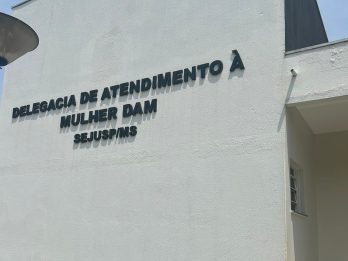 DELEGACIA DE ATENDIMENTO À
MULHER DAM
SEJUSP/MS